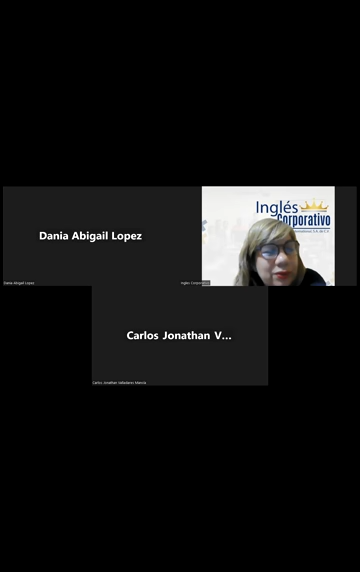 Dania Abigail Lopez
Inglés
Corporativo
Dania Abigail Lopez
Inglés Corporativo
Carlos Jonathan V...